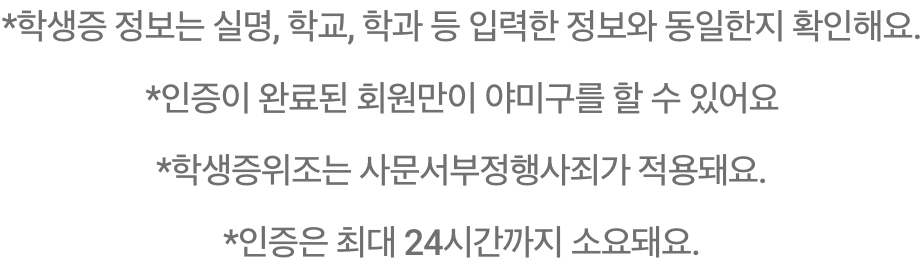 *학생증 정보는 실명, 학교, 학과 등 입력한 정보와 동일한지 확인해요.
*인증이 완료된 회원만이 야미구를 할 수 있어요
*학생증위조는 사문서부정행사죄가 적용돼요.
*인증은 최대 24시간까지 소요돼요.